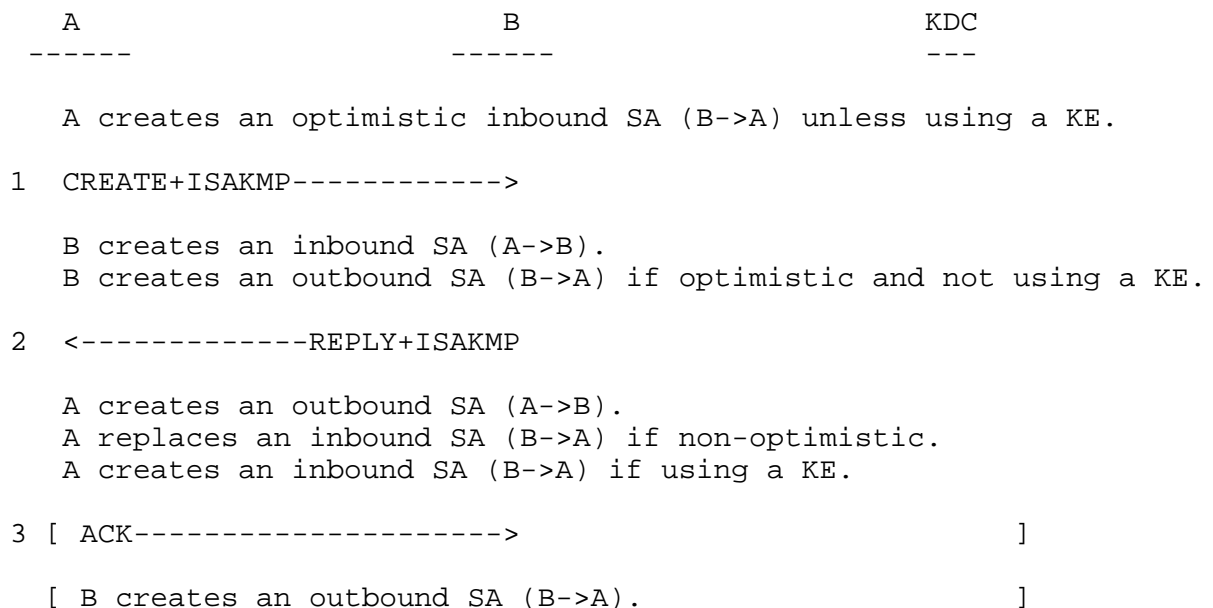 A                           B                          KDC
------                      ------                       ---
A creates an optimistic inbound SA (B->A) unless using a KE.
1  CREATE+ISAKMP------------>
B creates an inbound SA (A->B).
B creates an outbound SA (B->A) if optimistic and not using a KE.
2  <-------------REPLY+ISAKMP
A creates an outbound SA (A->B).
A replaces an inbound SA (B->A) if non-optimistic.
A creates an inbound SA (B->A) if using a KE.
3 [ ACK--------------------->                                  ]
[ B creates an outbound SA (B->A).                           ]